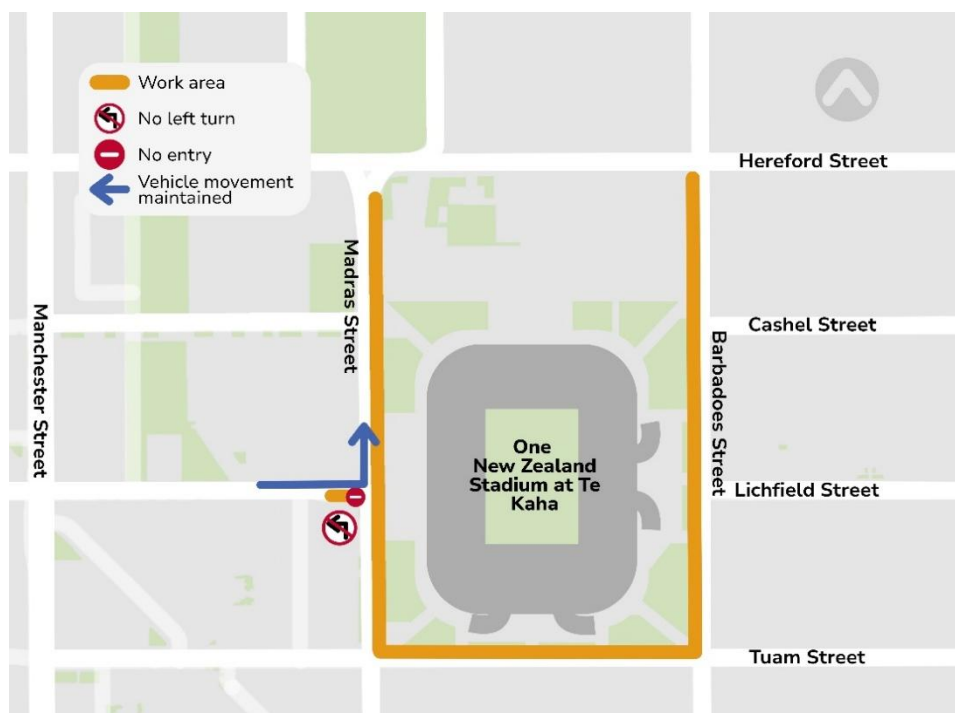 Work area
No left turn
No entry
Vehicle movement
maintained
Hereford Street
Madras Street
Manchester Street
Cashel Street
Barbadoes Street
One
New Zealand
Stadium at Te
Kaha
Lichfield Street
Tuam Street